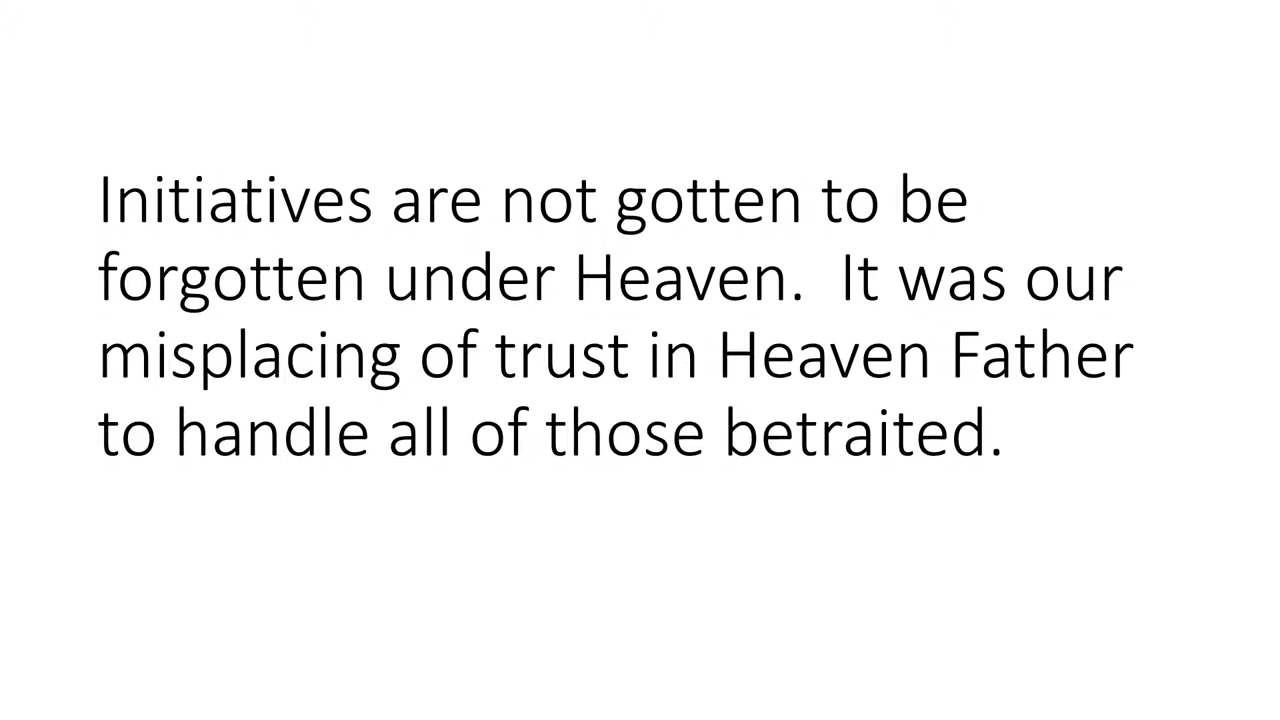 Initiatives are not gotten to be
forgotten under Heaven.  It was our
misplacing of trust in Heaven Father
to handle all of those betraited.